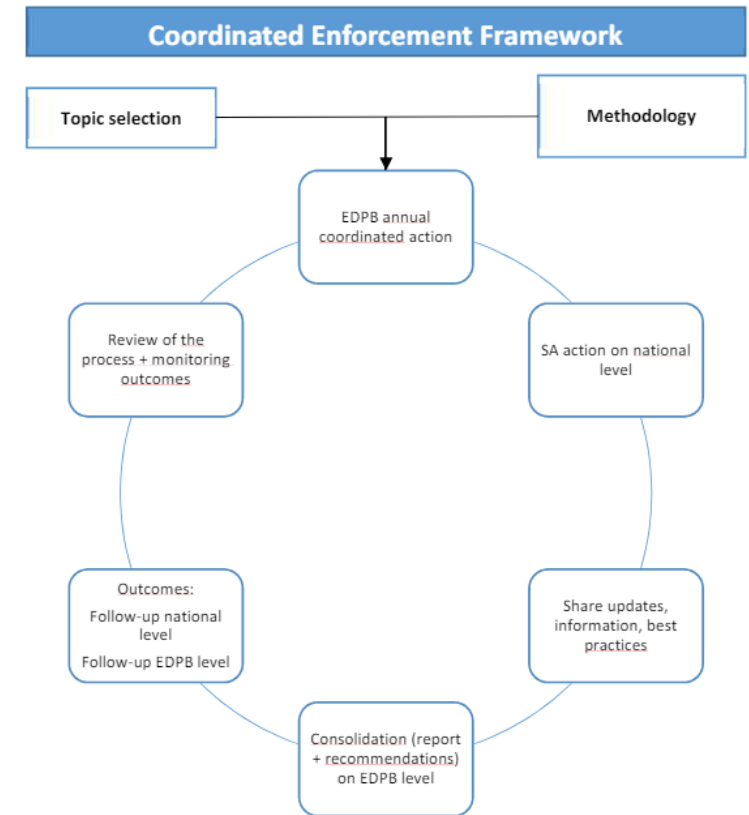 Coordinated Enforcement Framework
Topic selection
Methodology
EDPB annual
coordinated action
SA action on national
level
Share updates,
information, best
practices
Consolidation (report
+ recommendations)
on EDPB level
Outcomes:
Follow-up national
level
Follow-up EDPB level
Review of the
process + monitoring
outcomes